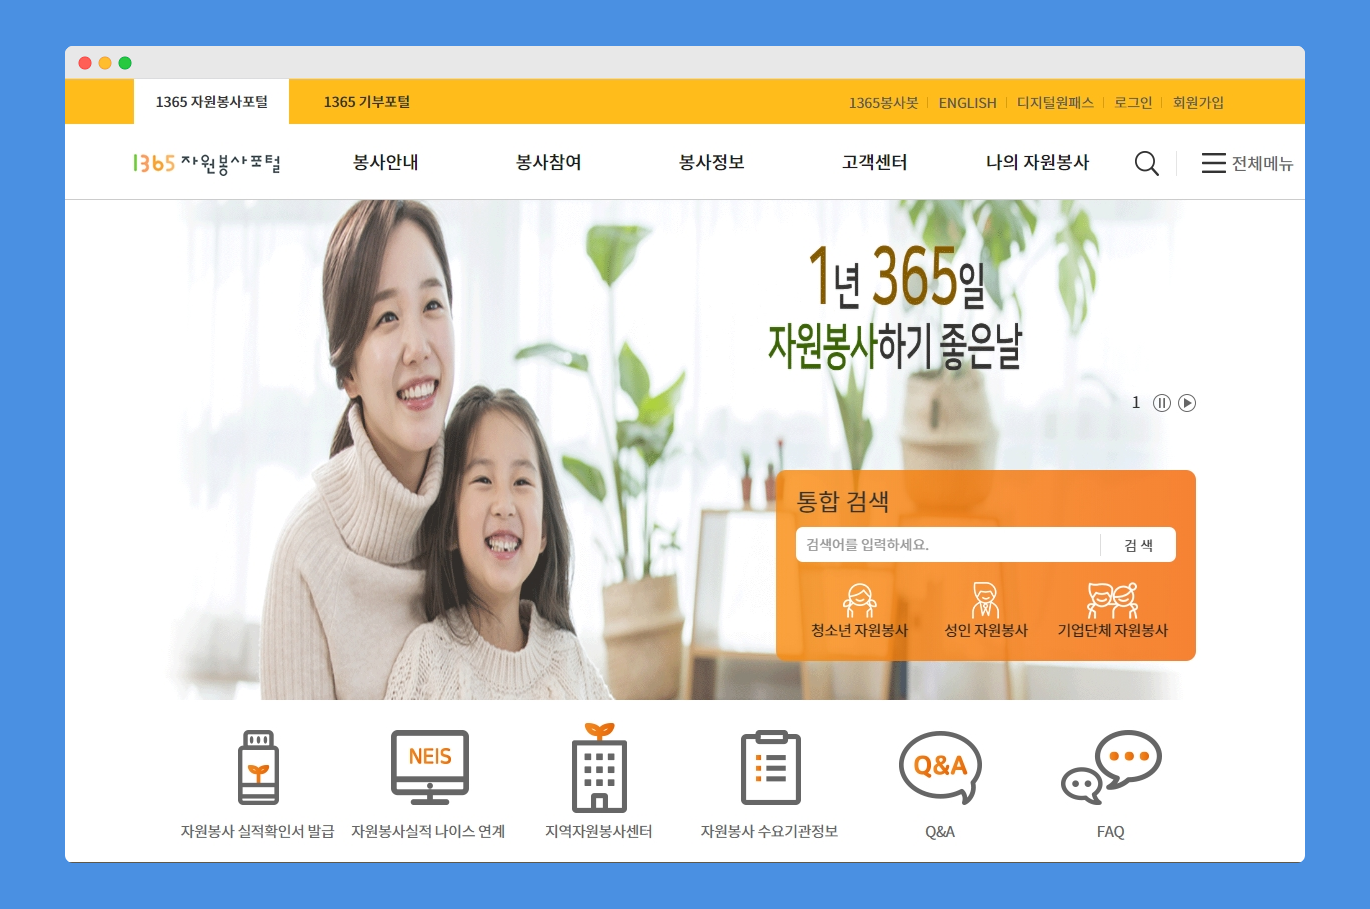 1365 자원봉사포털
1365 기부포털
1365봉사봇
ENGLISH
디지털원패스
로그인
회원가입
1365 자원봉사포털
봉사안내
봉사참여
봉사정보
고객센터
나의 자원봉사
전체메뉴
1년 365일
자원봉사하기 좋은날
1
통합 검색
검색어를 입력하세요.
검 색
청소년 자원봉사
성인 자원봉사
기업단체 자원봉사
NEIS
Q&A
자원봉사 실적확인서 발급
자원봉사실적 나이스 연계
지역자원봉사센터
자원봉사 수요기관정보
Q&A
FAQ